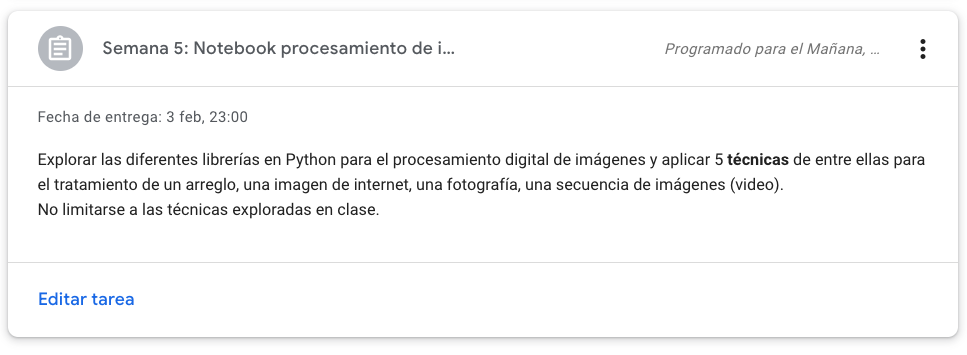 Semana 5: Notebook procesamiento de i...
Programado para el Mañana, ...
Fecha de entrega: 3 feb, 23:00
Explorar las diferentes librerías en Python para el procesamiento digital de imágenes y aplicar 5 técnicas de entre ellas para
el tratamiento de un arreglo, una imagen de internet, una fotografía, una secuencia de imágenes (video).
No limitarse a las técnicas exploradas en clase.
Editar tarea